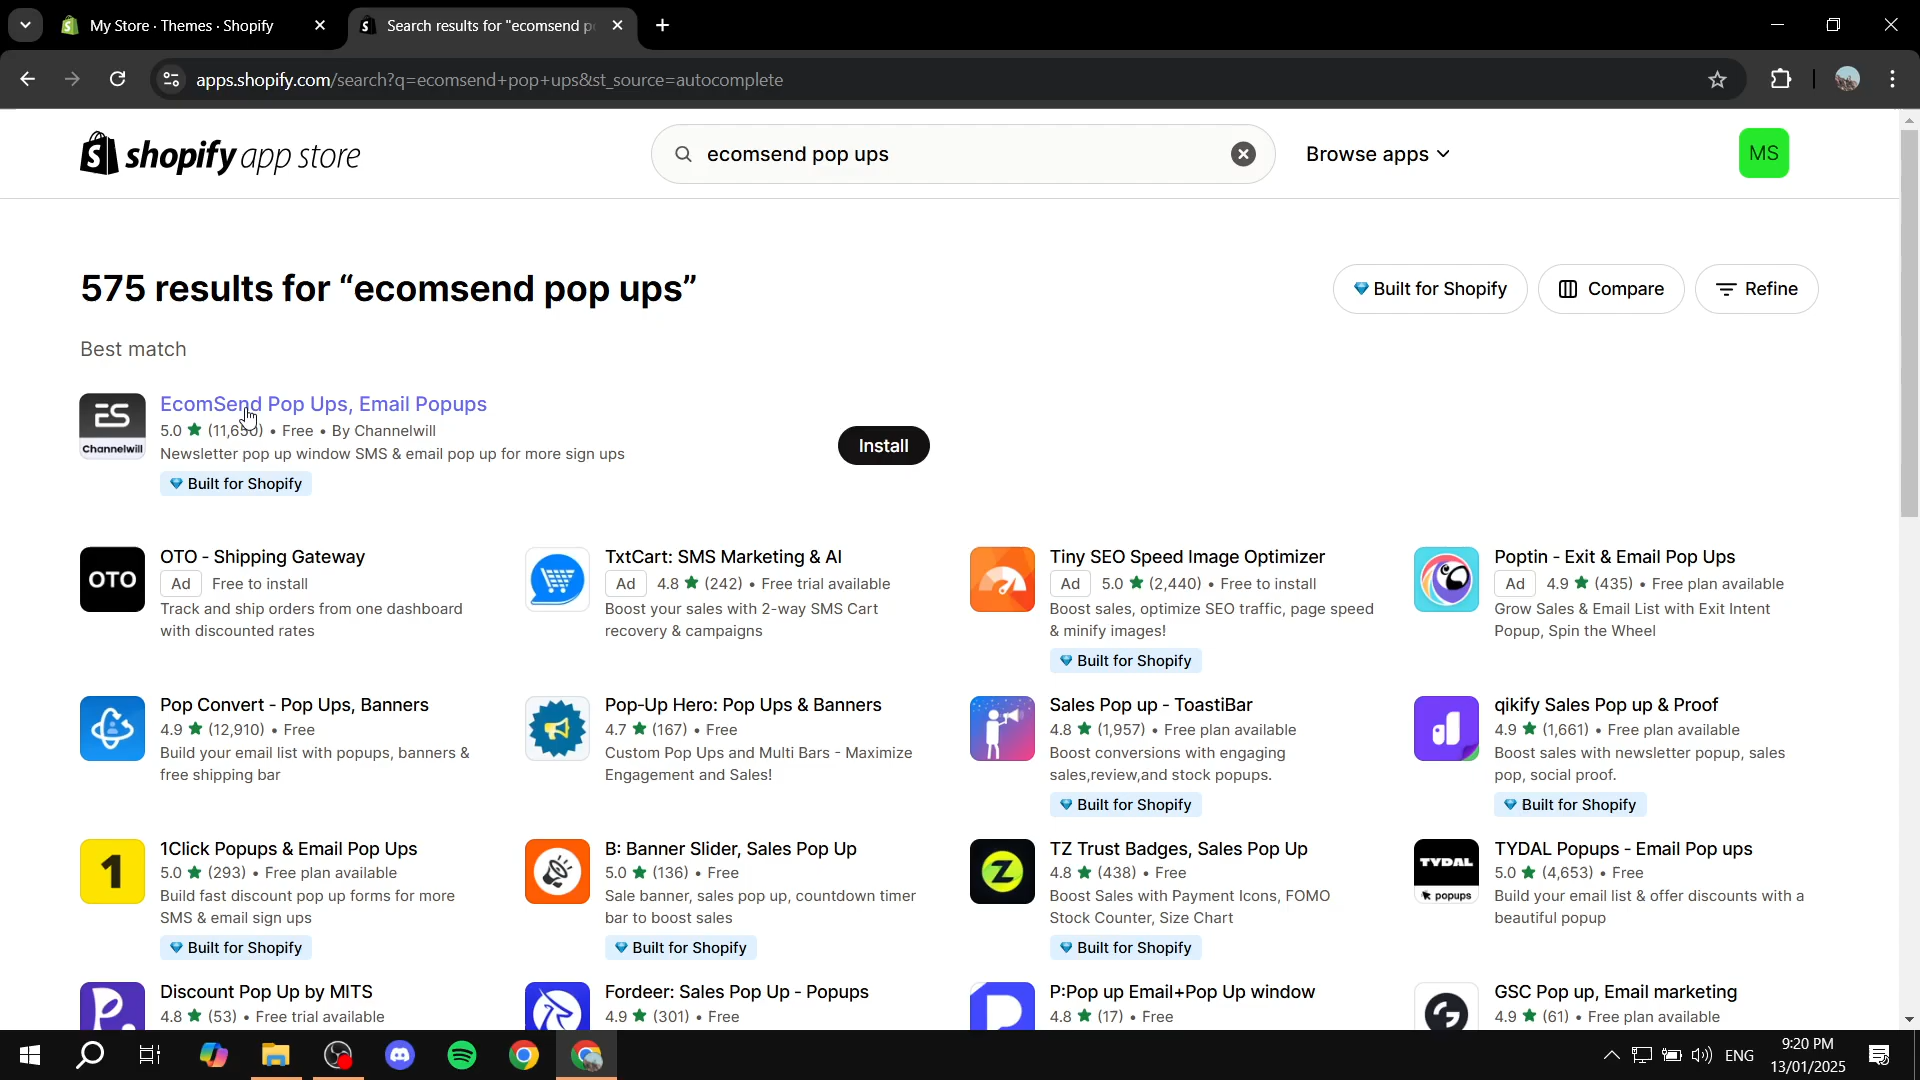 My Store · Themes · Shopify
Search results for "ecomsend p
apps.shopify.com/search?q=ecomsend+pop+ups&st_source=autocomplete
shopify app store
ecomsend pop ups
Browse apps
MS
575 results for “ecomsend pop ups”
Built for Shopify
Compare
Refine
Best match
ES
Channelwill
EcomSend Pop Ups, Email Popups
5.0 ★ (11,650) • Free • By Channelwill
Newsletter pop up window SMS & email pop up for more sign ups
Built for Shopify
Install
OTO
OTO - Shipping Gateway
Ad Free to install
Track and ship orders from one dashboard
with discounted rates
TxtCart: SMS Marketing & AI
Ad 4.8 ★ (242) • Free trial available
Boost your sales with 2-way SMS Cart
recovery & campaigns
Tiny SEO Speed Image Optimizer
Ad 5.0 ★ (2,440) • Free to install
Boost sales, optimize SEO traffic, page speed
& minify images!
Built for Shopify
Poptin - Exit & Email Pop Ups
Ad 4.9 ★ (435) • Free plan available
Grow Sales & Email List with Exit Intent
Popup, Spin the Wheel
Pop Convert - Pop Ups, Banners
4.9 ★ (12,910) • Free
Build your email list with popups, banners &
free shipping bar
Pop-Up Hero: Pop Ups & Banners
4.7 ★ (167) • Free
Custom Pop Ups and Multi Bars - Maximize
Engagement and Sales!
Sales Pop up - ToastiBar
4.8 ★ (1,957) • Free plan available
Boost conversions with engaging
sales,review,and stock popups.
Built for Shopify
qikify Sales Pop up & Proof
4.9 ★ (1,661) • Free plan available
Boost sales with newsletter popup, sales
pop, social proof.
Built for Shopify
1
1Click Popups & Email Pop Ups
5.0 ★ (293) • Free plan available
Build fast discount pop up forms for more
SMS & email sign ups
Built for Shopify
B: Banner Slider, Sales Pop Up
5.0 ★ (136) • Free
Sale banner, sales pop up, countdown timer
bar to boost sales
Built for Shopify
TZ Trust Badges, Sales Pop Up
4.8 ★ (438) • Free
Boost Sales with Payment Icons, FOMO
Stock Counter, Size Chart
Built for Shopify
TYDAL
popups
TYDAL Popups - Email Pop ups
5.0 ★ (4,653) • Free
Build your email list & offer discounts with a
beautiful popup
Discount Pop Up by MITS
4.8 ★ (53) • Free trial available
Fordeer: Sales Pop Up - Popups
4.9 ★ (301) • Free
P:Pop up Email+Pop Up window
4.8 ★ (17) • Free
GSC Pop up, Email marketing
4.9 ★ (61) • Free plan available
ENG
9:20 PM
13/01/2025